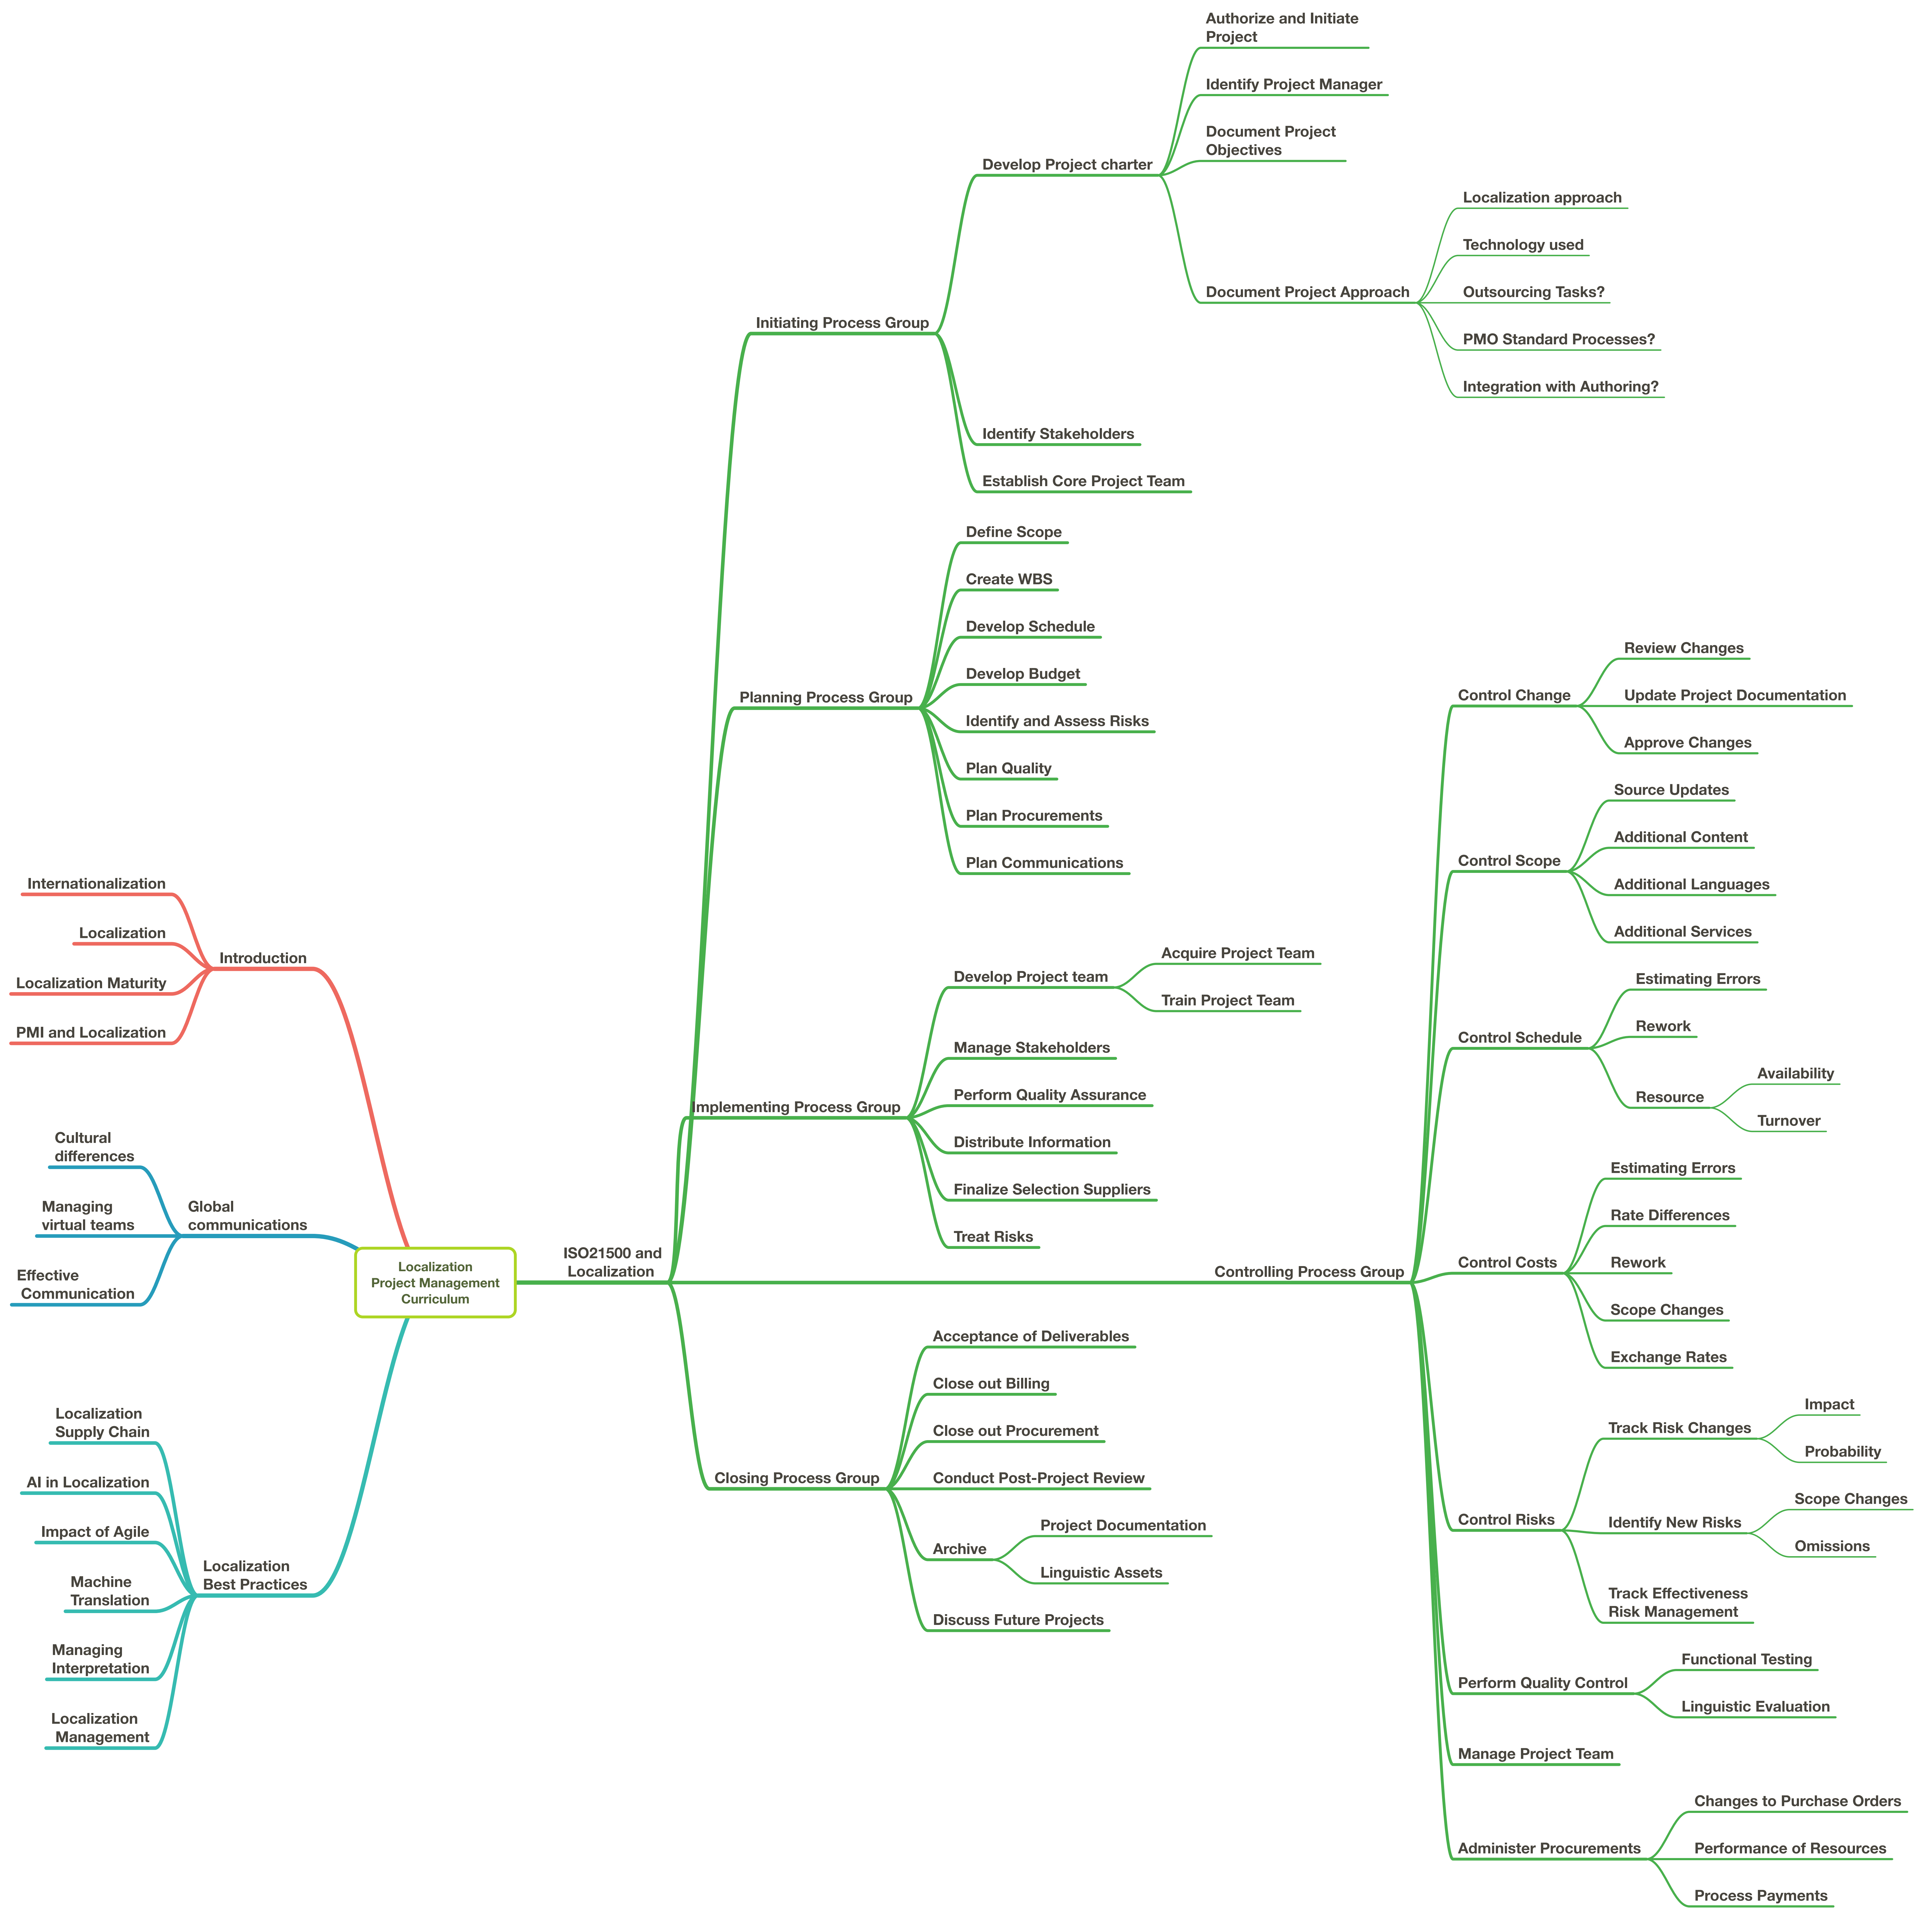 Localization
Project Management
Curriculum
Introduction
Internationalization
Localization
Localization Maturity
PMI and Localization
Global
communications
Cultural
differences
Managing
virtual teams
Effective
Communication
Localization
Best Practices
Localization
Supply Chain
AI in Localization
Impact of Agile
Machine
Translation
Managing
Interpretation
Localization
Management
ISO21500 and
Localization
Initiating Process Group
Develop Project charter
Authorize and Initiate
Project
Identify Project Manager
Document Project
Objectives
Document Project Approach
Localization approach
Technology used
Outsourcing Tasks?
PMO Standard Processes?
Integration with Authoring?
Identify Stakeholders
Establish Core Project Team
Planning Process Group
Define Scope
Create WBS
Develop Schedule
Develop Budget
Identify and Assess Risks
Plan Quality
Plan Procurements
Plan Communications
Implementing Process Group
Develop Project team
Acquire Project Team
Train Project Team
Manage Stakeholders
Perform Quality Assurance
Distribute Information
Finalize Selection Suppliers
Treat Risks
Controlling Process Group
Control Change
Review Changes
Update Project Documentation
Approve Changes
Control Scope
Source Updates
Additional Content
Additional Languages
Additional Services
Control Schedule
Estimating Errors
Rework
Resource
Availability
Turnover
Control Costs
Estimating Errors
Rate Differences
Rework
Scope Changes
Exchange Rates
Control Risks
Track Risk Changes
Impact
Probability
Identify New Risks
Scope Changes
Omissions
Track Effectiveness
Risk Management
Perform Quality Control
Functional Testing
Linguistic Evaluation
Manage Project Team
Administer Procurements
Changes to Purchase Orders
Performance of Resources
Process Payments
Closing Process Group
Acceptance of Deliverables
Close out Billing
Close out Procurement
Conduct Post-Project Review
Archive
Project Documentation
Linguistic Assets
Discuss Future Projects